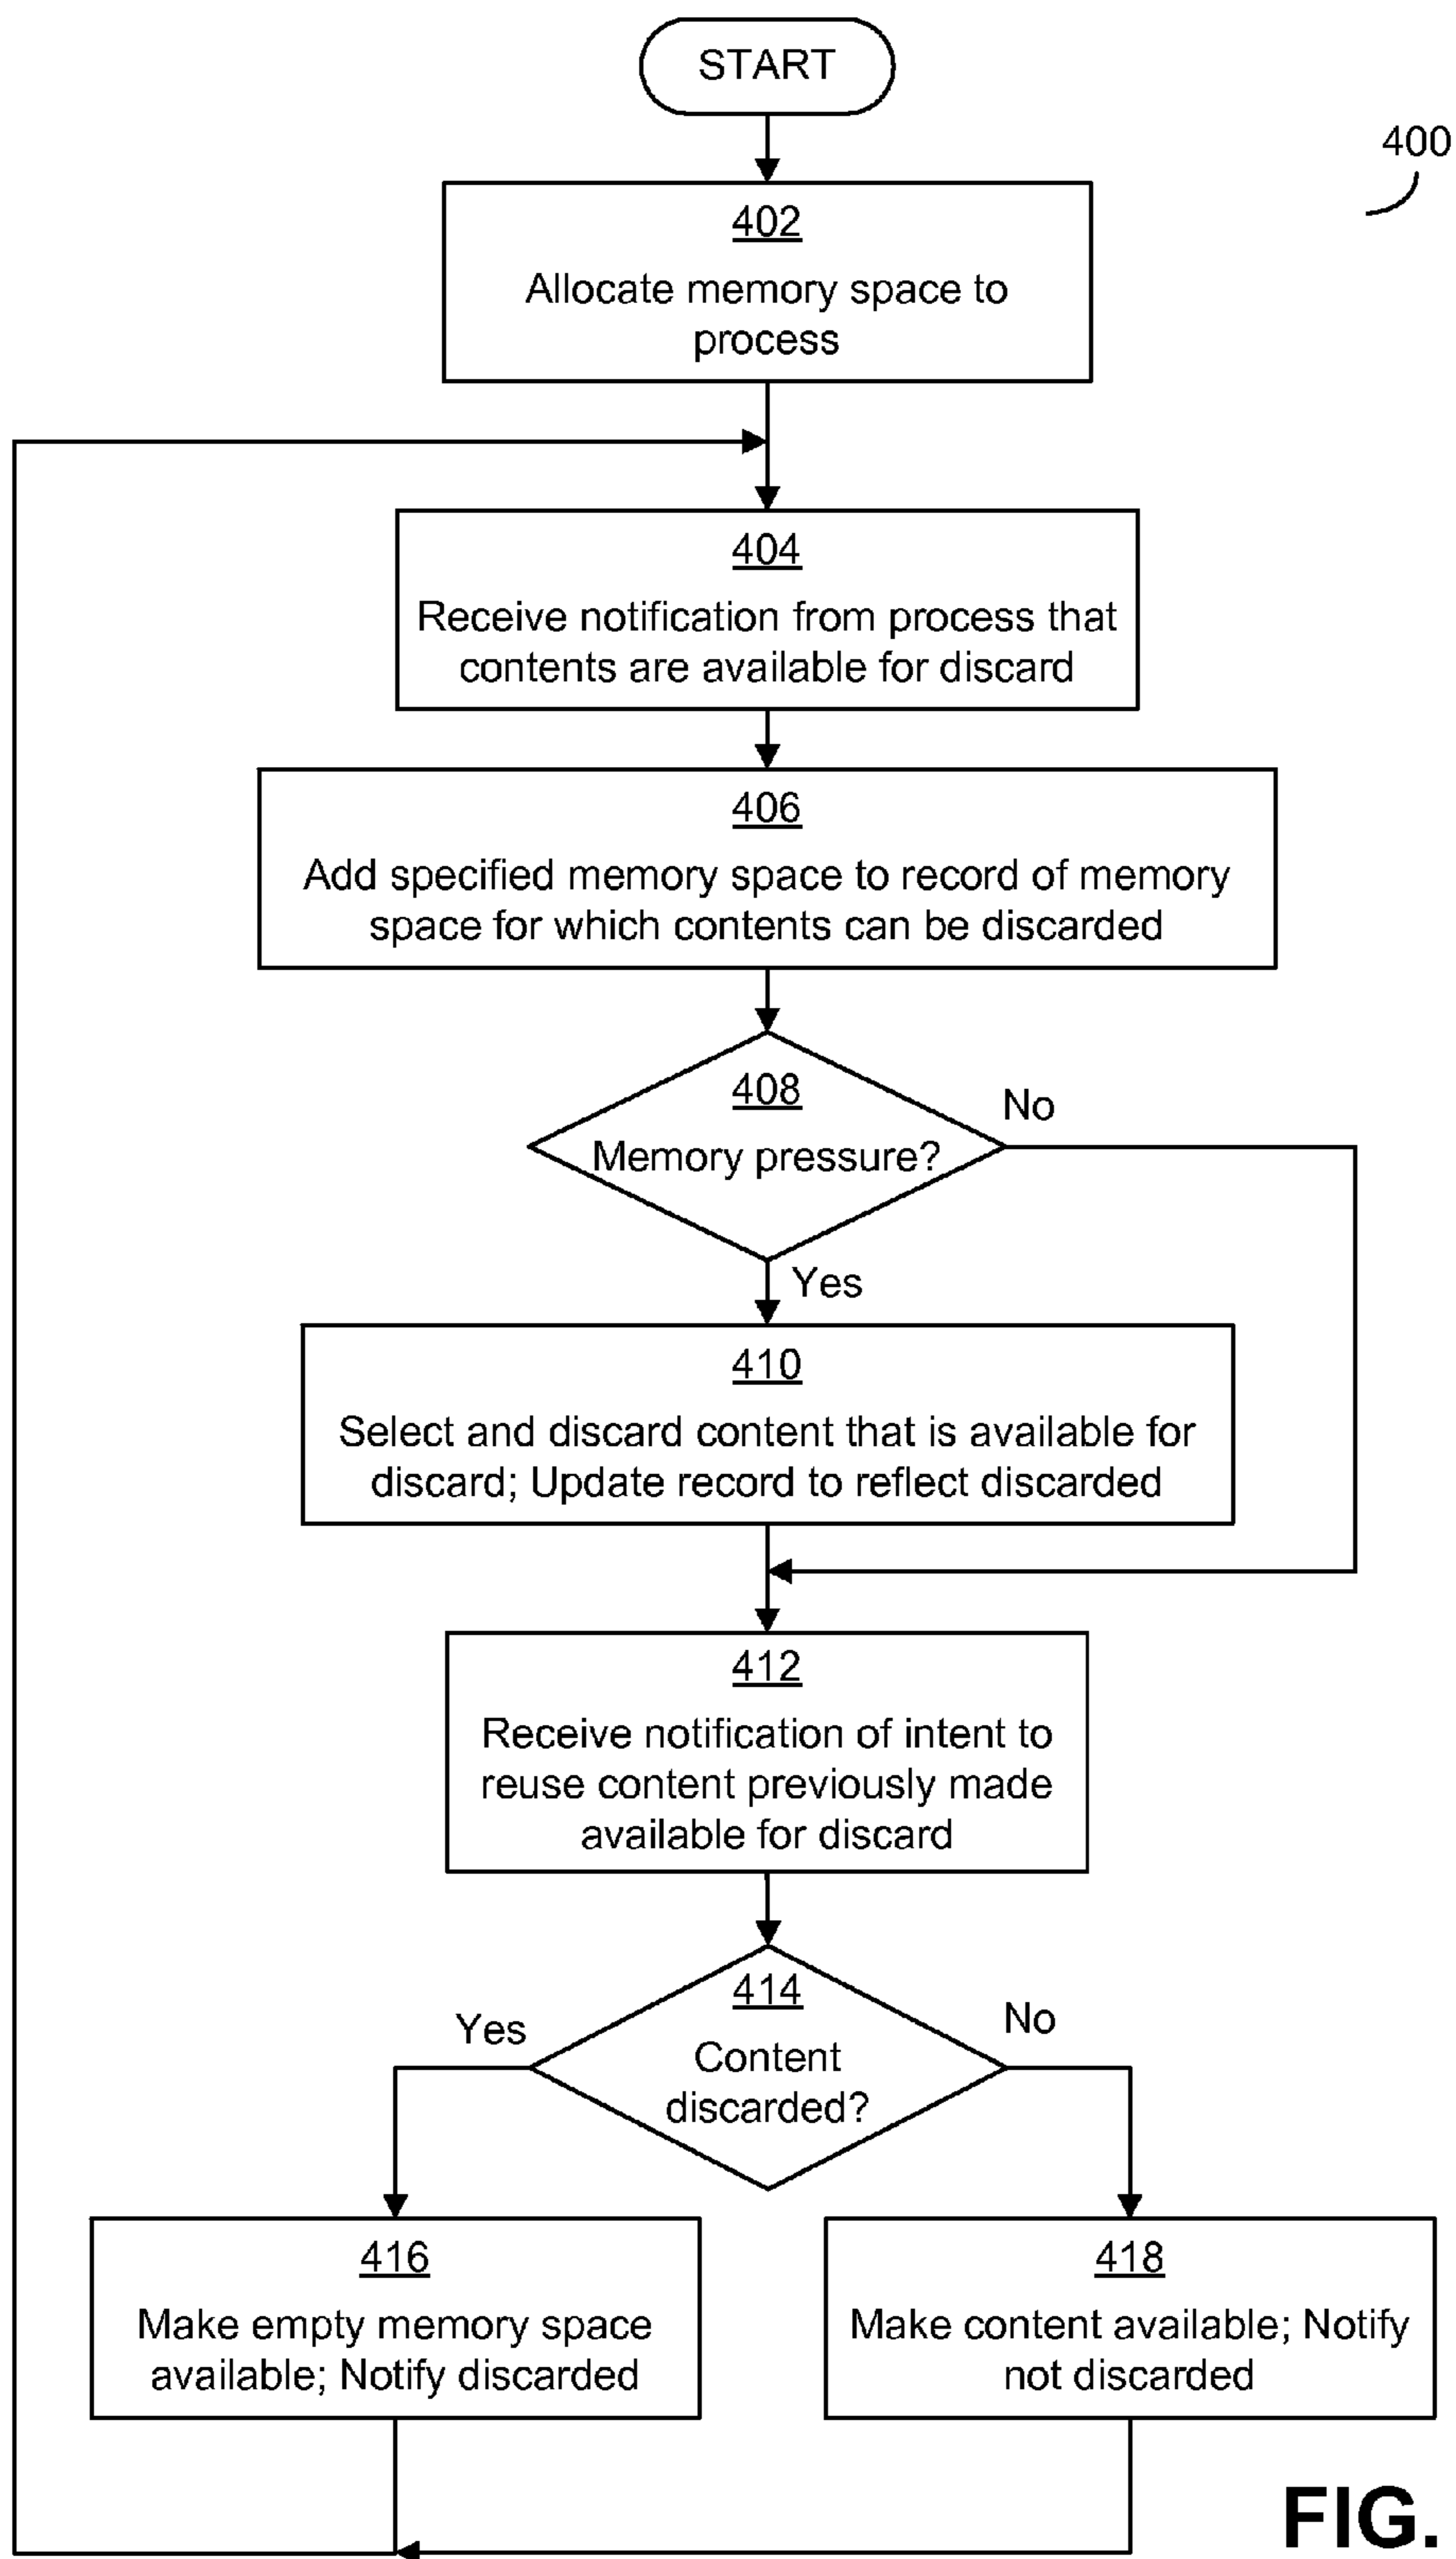 START
400
402
Allocate memory space to
process
404
Receive notification from process that
contents are available for discard
406
Add specified memory space to record of memory
space for which contents can be discarded
408
No
Memory pressure?
Yes
410
Select and discard content that is available for
discard; Update record to reflect discarded
412
Receive notification of intent to
reuse content previously made
available for discard
414
Yes
No
Content
discarded?
416
Make empty memory space
available; Notify discarded
418
Make content available; Notify
not discarded
FIG.